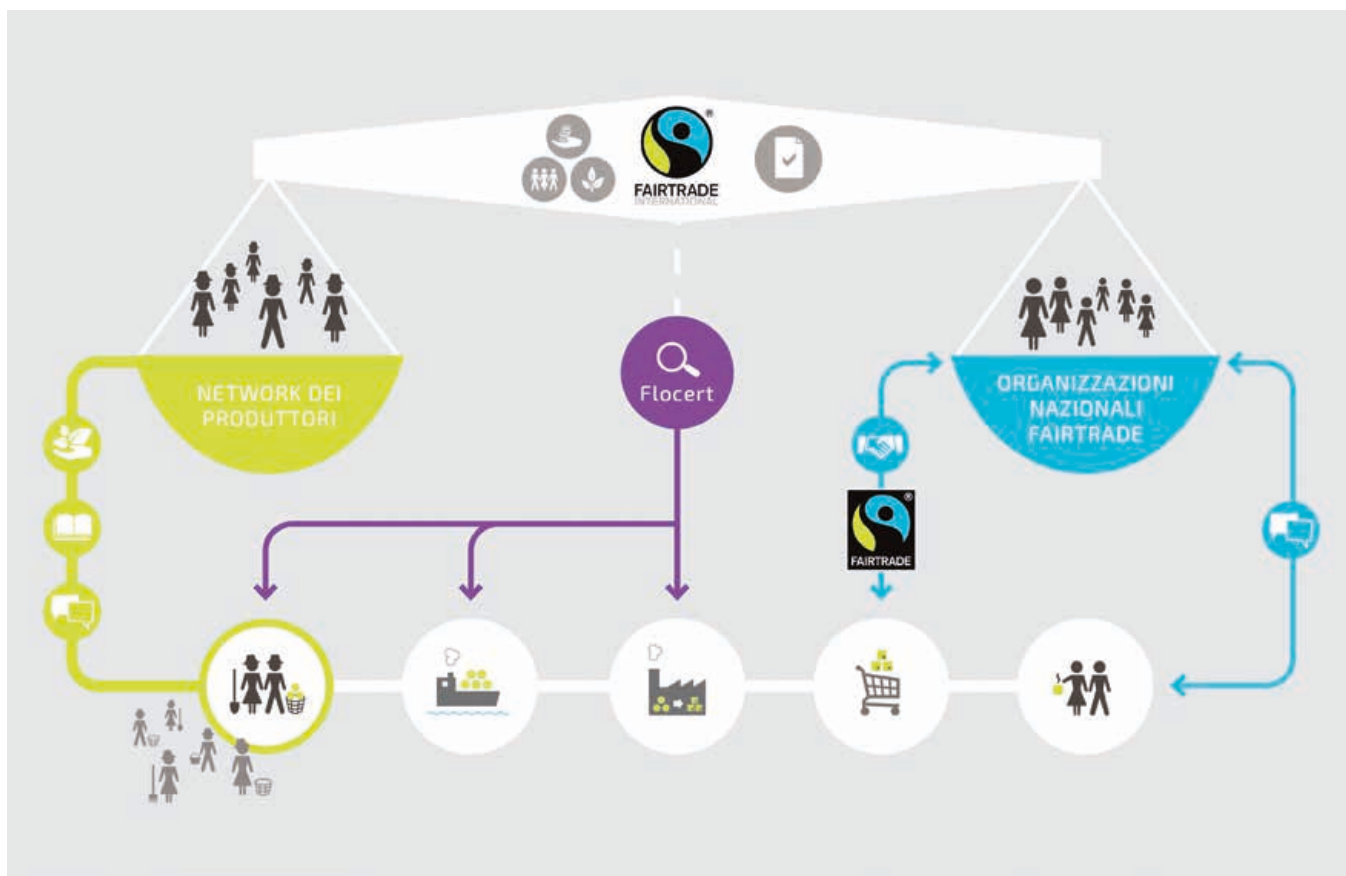 ®
FAIRTRADE
INTERNATIONAL
NETWORK DEI
PRODUTTORI
Flocert
ORGANIZZAZIONI
NAZIONALI
FAIRTRADE
®
FAIRTRADE